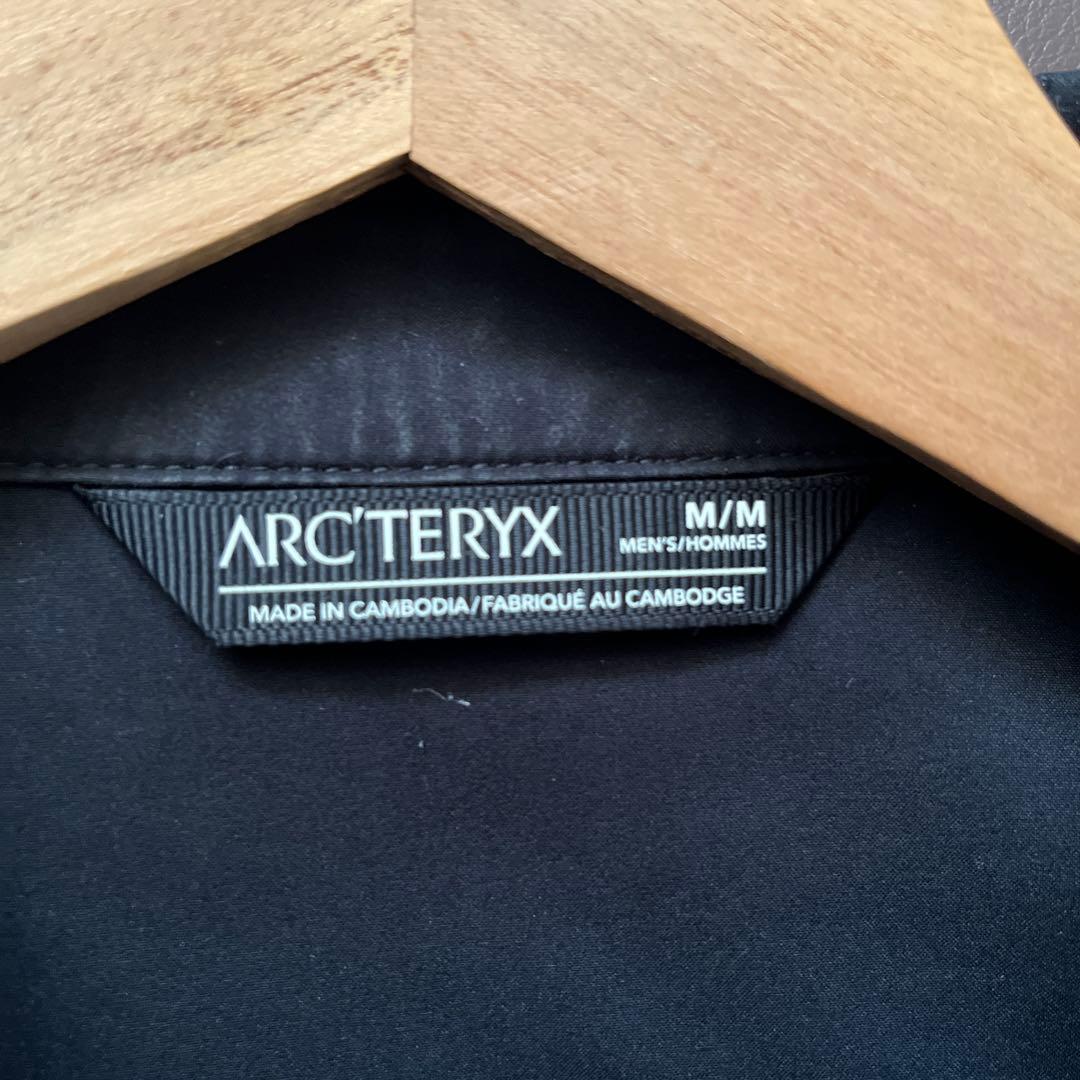 ARC'TERYX
M/M
MEN'S/HOMMES
MADE IN CAMBODIA/FABRIQUÉ AU CAMBODGE